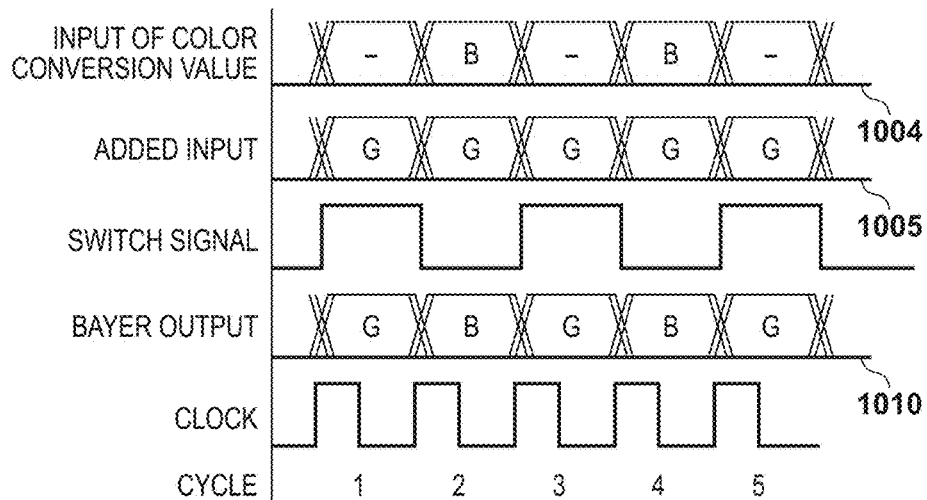 INPUT OF COLOR
CONVERSION VALUE
– B – B –
1004
ADDED INPUT
G G G G G
1005
SWITCH SIGNAL
BAYER OUTPUT
G B G B G
1010
CLOCK
CYCLE 1 2 3 4 5